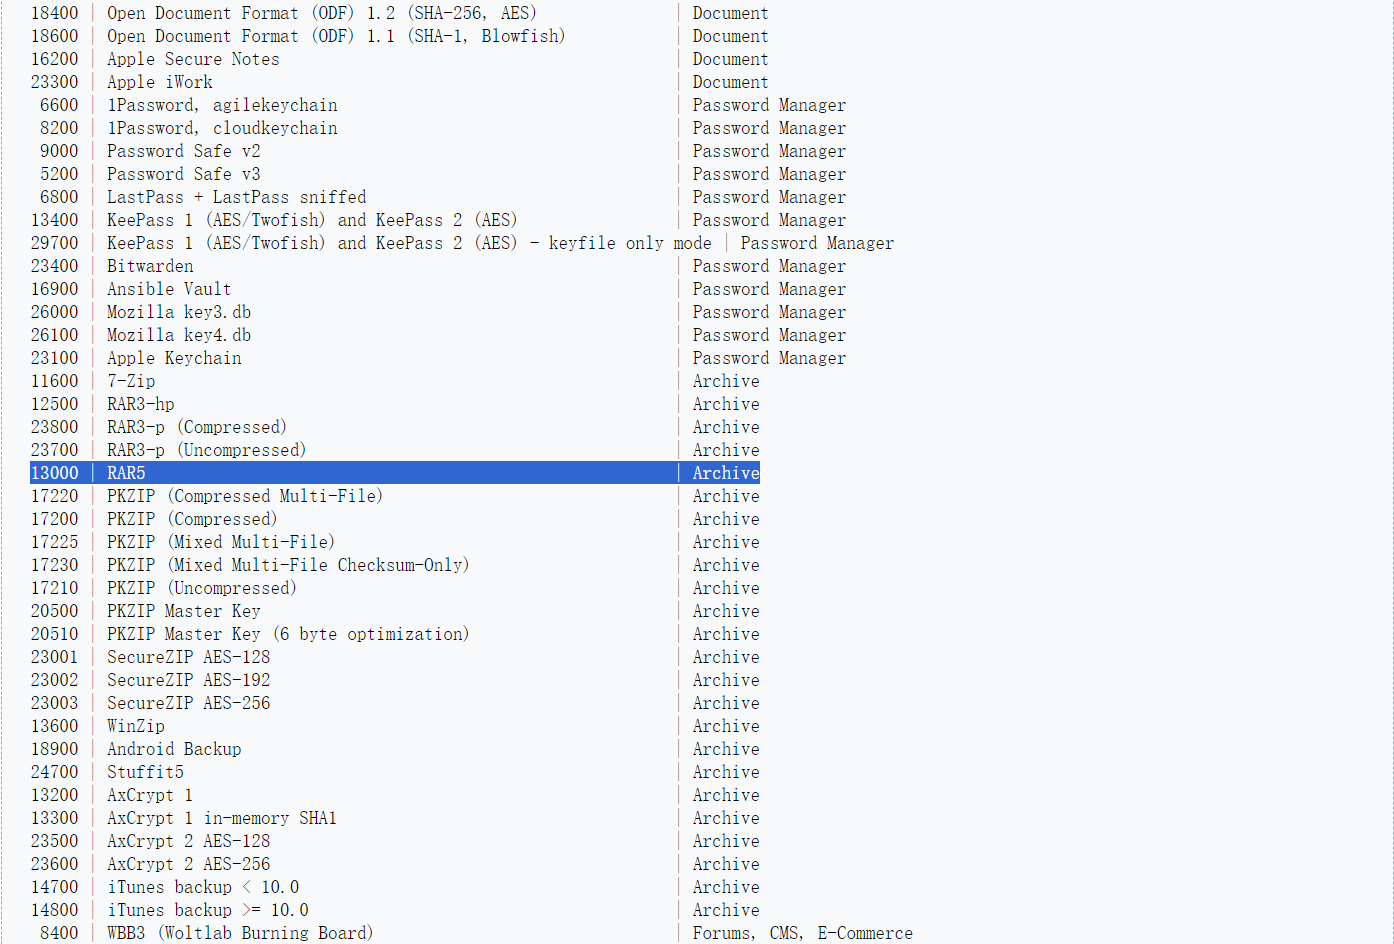 18400 | Open Document Format (ODF) 1.2 (SHA-256, AES) | Document
18600 | Open Document Format (ODF) 1.1 (SHA-1, Blowfish) | Document
16200 | Apple Secure Notes | Document
23300 | Apple iWork | Document
6600 | 1Password, agilekeychain | Password Manager
8200 | 1Password, cloudkeychain | Password Manager
9000 | Password Safe v2 | Password Manager
5200 | Password Safe v3 | Password Manager
6800 | LastPass + LastPass sniffed | Password Manager
13400 | KeePass 1 (AES/Twofish) and KeePass 2 (AES) | Password Manager
29700 | KeePass 1 (AES/Twofish) and KeePass 2 (AES) - keyfile only mode | Password Manager
23400 | Bitwarden | Password Manager
16900 | Ansible Vault | Password Manager
26000 | Mozilla key3.db | Password Manager
26100 | Mozilla key4.db | Password Manager
23100 | Apple Keychain | Password Manager
11600 | 7-Zip | Archive
12500 | RAR3-hp | Archive
23800 | RAR3-p (Compressed) | Archive
23700 | RAR3-p (Uncompressed) | Archive
13000 | RAR5 | Archive
17220 | PKZIP (Compressed Multi-File) | Archive
17200 | PKZIP (Compressed) | Archive
17225 | PKZIP (Mixed Multi-File) | Archive
17230 | PKZIP (Mixed Multi-File Checksum-Only) | Archive
17210 | PKZIP (Uncompressed) | Archive
20500 | PKZIP Master Key | Archive
20510 | PKZIP Master Key (6 byte optimization) | Archive
23001 | SecureZIP AES-128 | Archive
23002 | SecureZIP AES-192 | Archive
23003 | SecureZIP AES-256 | Archive
13600 | WinZip | Archive
18900 | Android Backup | Archive
24700 | Stuffit5 | Archive
13200 | AxCrypt 1 | Archive
13300 | AxCrypt 1 in-memory SHA1 | Archive
23500 | AxCrypt 2 AES-128 | Archive
23600 | AxCrypt 2 AES-256 | Archive
14700 | iTunes backup < 10.0 | Archive
14800 | iTunes backup >= 10.0 | Archive
8400 | WBB3 (Woltlab Burning Board) | Forums, CMS, E-Commerce